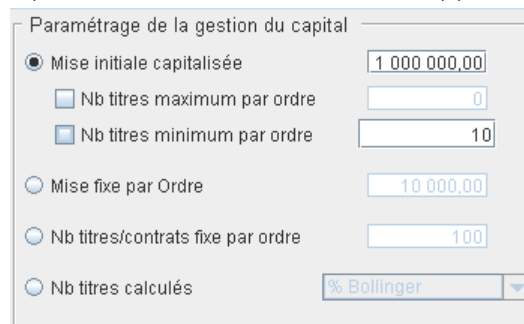 Paramétrage de la gestion du capital
Mise initiale capitalisée 1 000 000,00
Nb titres maximum par ordre 0
Nb titres minimum par ordre 10
Mise fixe par Ordre 10 000,00
Nb titres/contrats fixe par ordre 100
Nb titres calculés % Bollinger